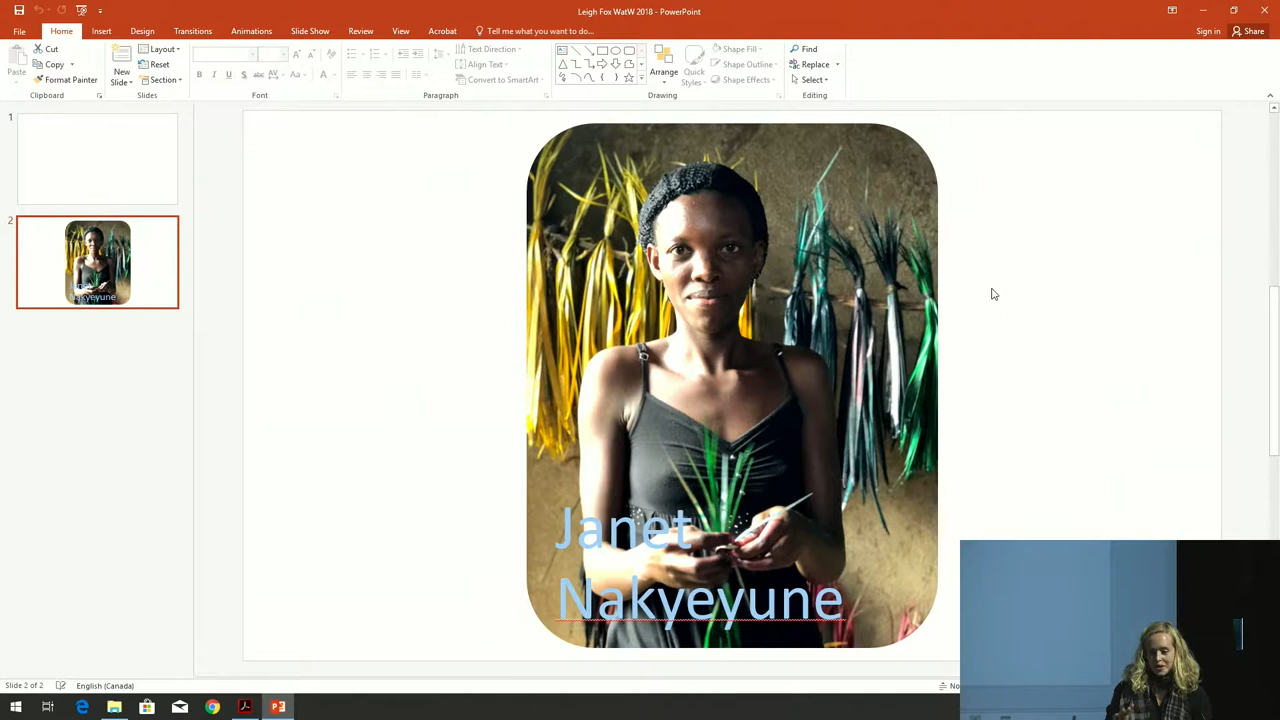 Leigh Fox WatW 2018 - PowerPoint
File
Home
Insert
Design
Transitions
Animations
Slide Show
Review
View
Acrobat
Tell me what you want to do...
Sign in
Share
Paste
Cut
Copy
Format Painter
Clipboard
New
Slide
Layout
Reset
Section
Slides
Font
Text Direction
Align Text
Convert to SmartArt
Paragraph
Arrange
Quick
Styles
Shape Fill
Shape Outline
Shape Effects
Drawing
Find
Replace
Select
Editing
1
2
Nakyeyune
Janet
Nakyeyune
Slide 2 of 2
English (Canada)